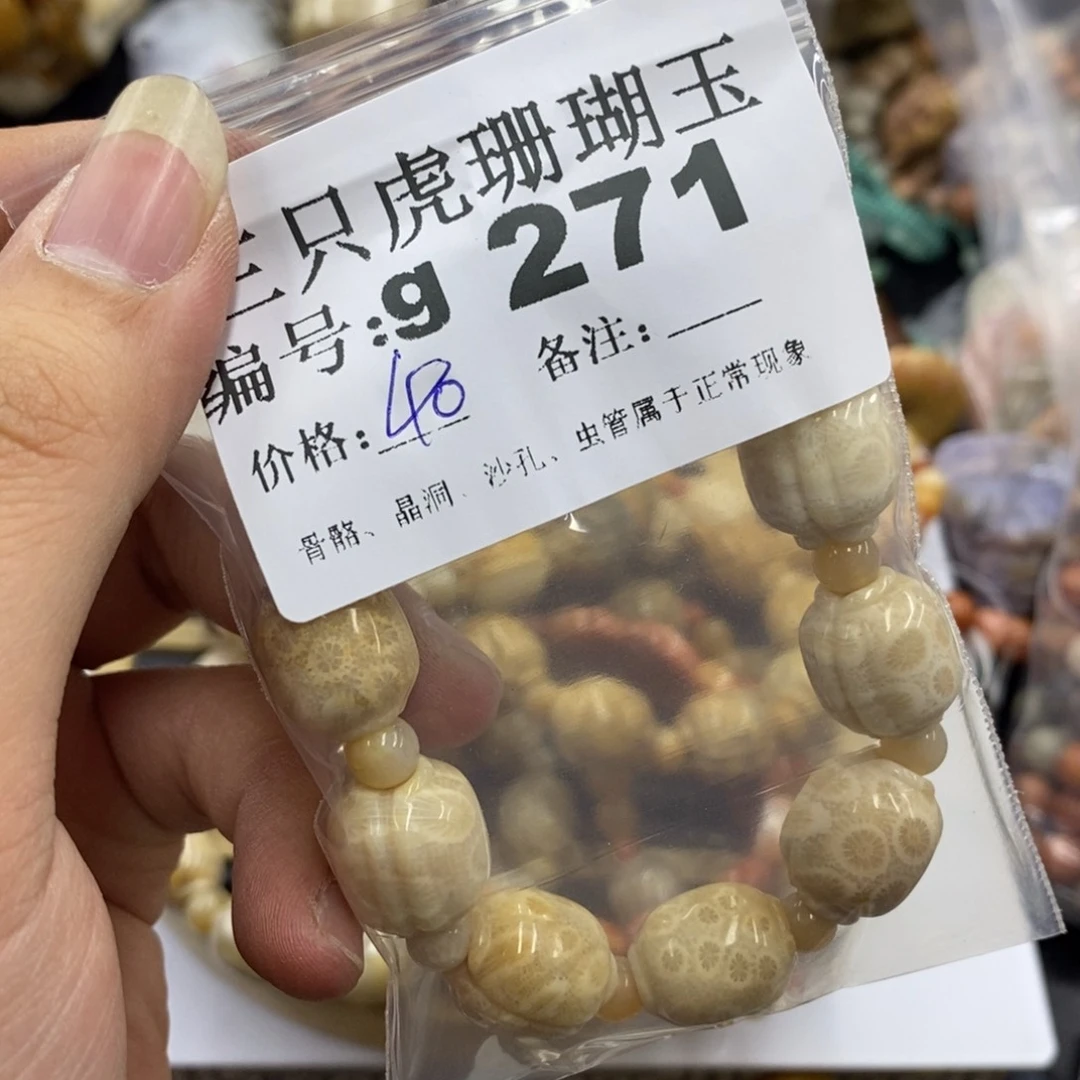 三只虎珊瑚玉
编号:g 271
价格: 40 备注:
骨骼、晶洞、沙孔、虫管属于正常现象